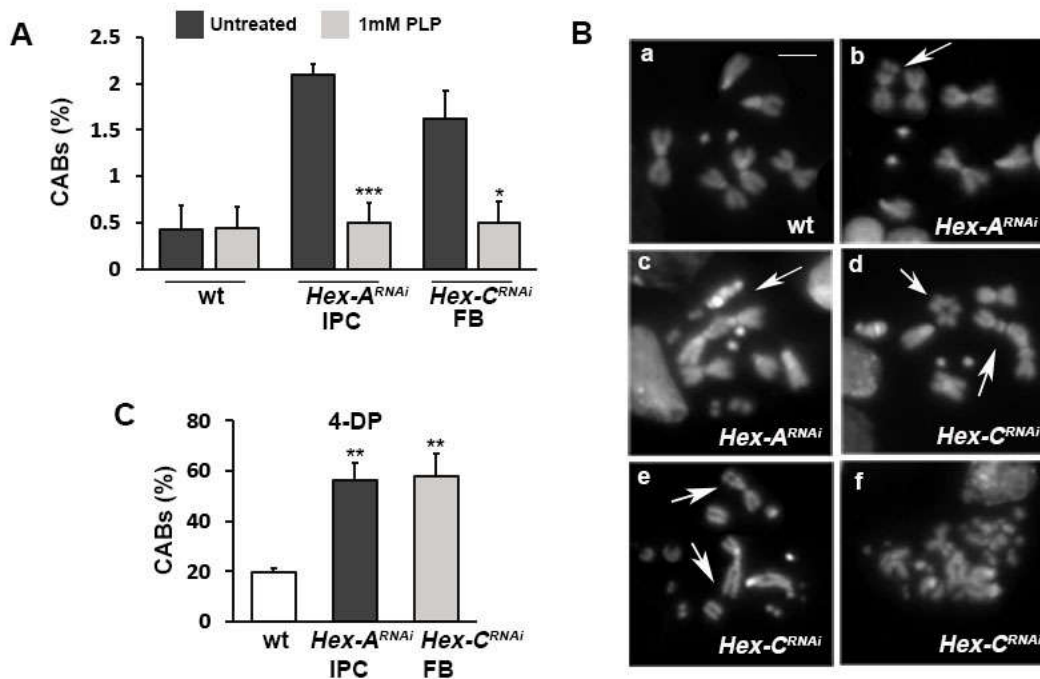 A
Untreated 1mM PLP
2.5
2
1.5
1
0.5
0
CABs (%)
***
*
wt Hex-A^RNAi Hex-C^RNAi
IPC FB
B
a
wt
b
Hex-A^RNAi
c
Hex-A^RNAi
d
Hex-C^RNAi
e
Hex-C^RNAi
f
Hex-C^RNAi
C
4-DP
80
60
40
20
0
CABs (%)
**
**
wt Hex-A^RNAi Hex-C^RNAi
IPC FB